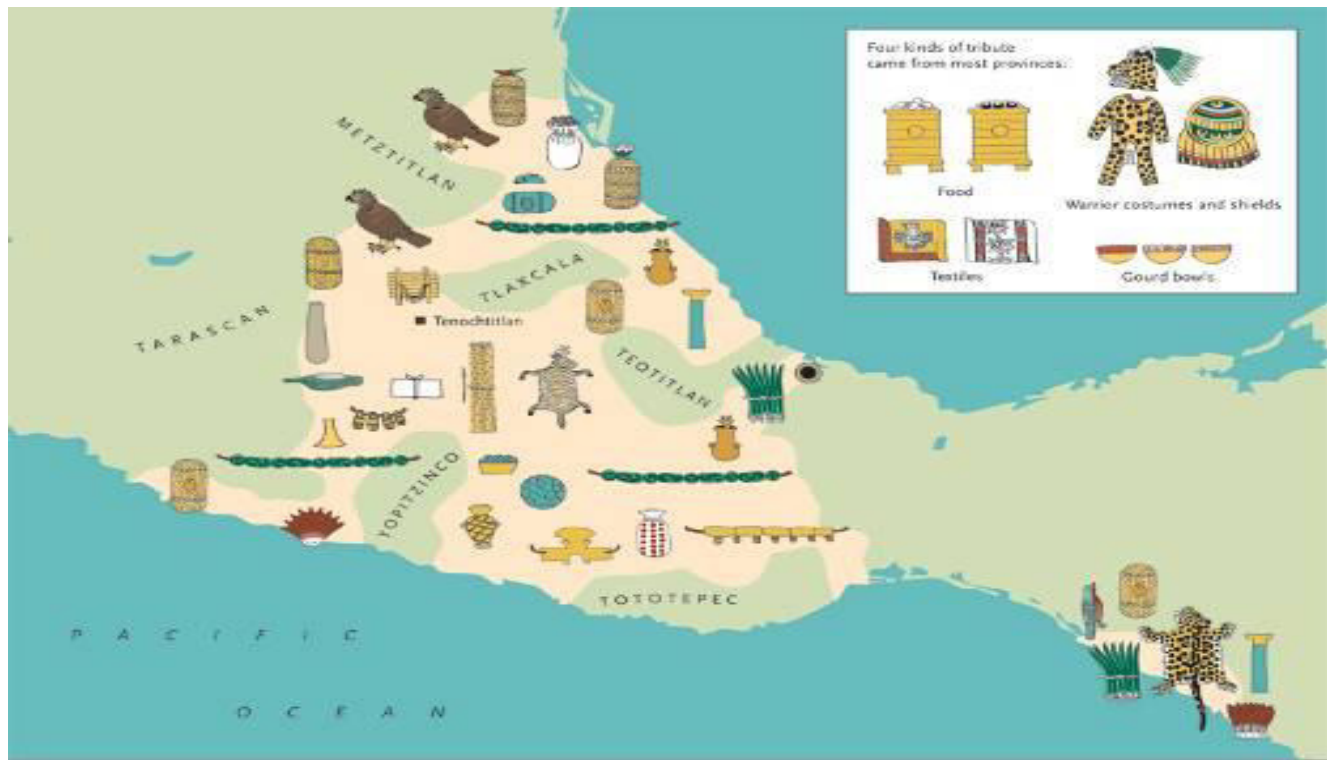 Four kinds of tribute
came from most provinces:
Food
Warrior costumes and shields
Textiles
Gourd bowls
METZTITLAN
TLAXCALA
TARASCAN
Tenochtitlan
TEOTITLAN
YOPITZINCO
TOTOTEPEC
PACIFIC
OCEAN